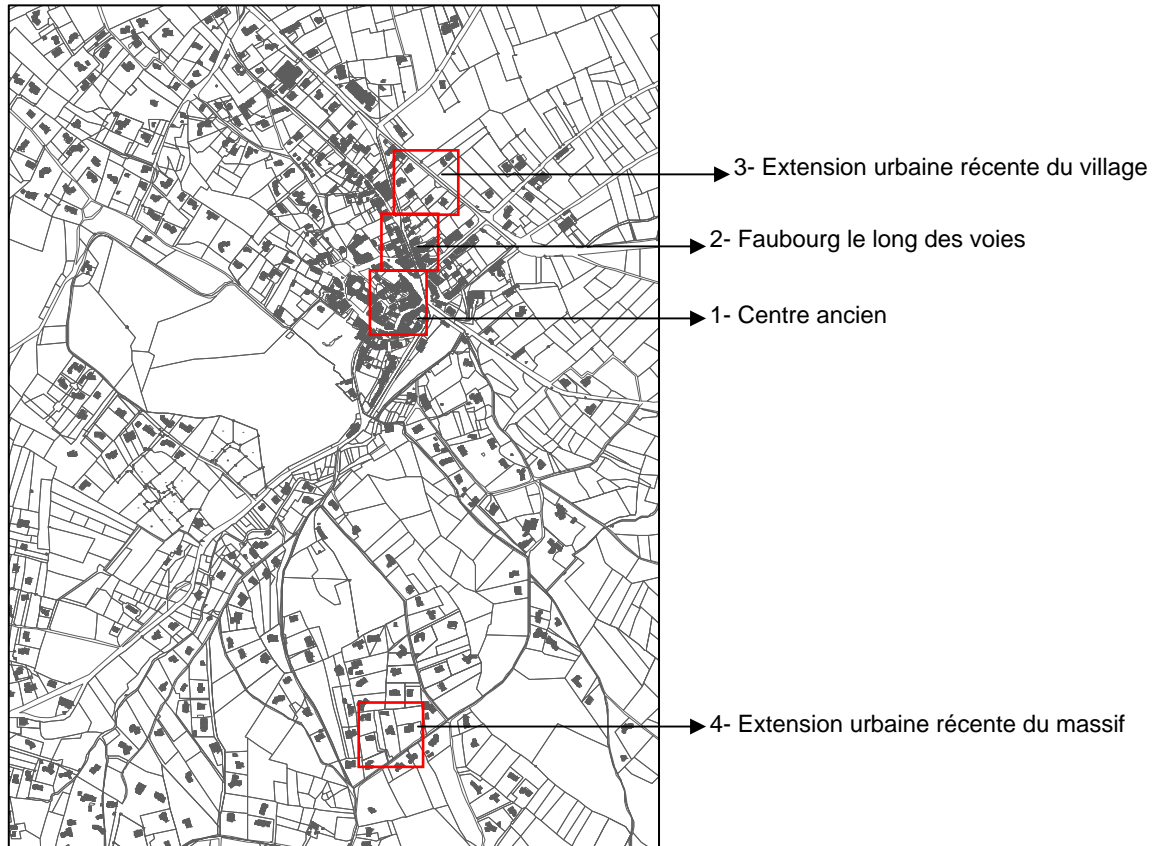 3- Extension urbaine récente du village
2- Faubourg le long des voies
1- Centre ancien
4- Extension urbaine récente du massif